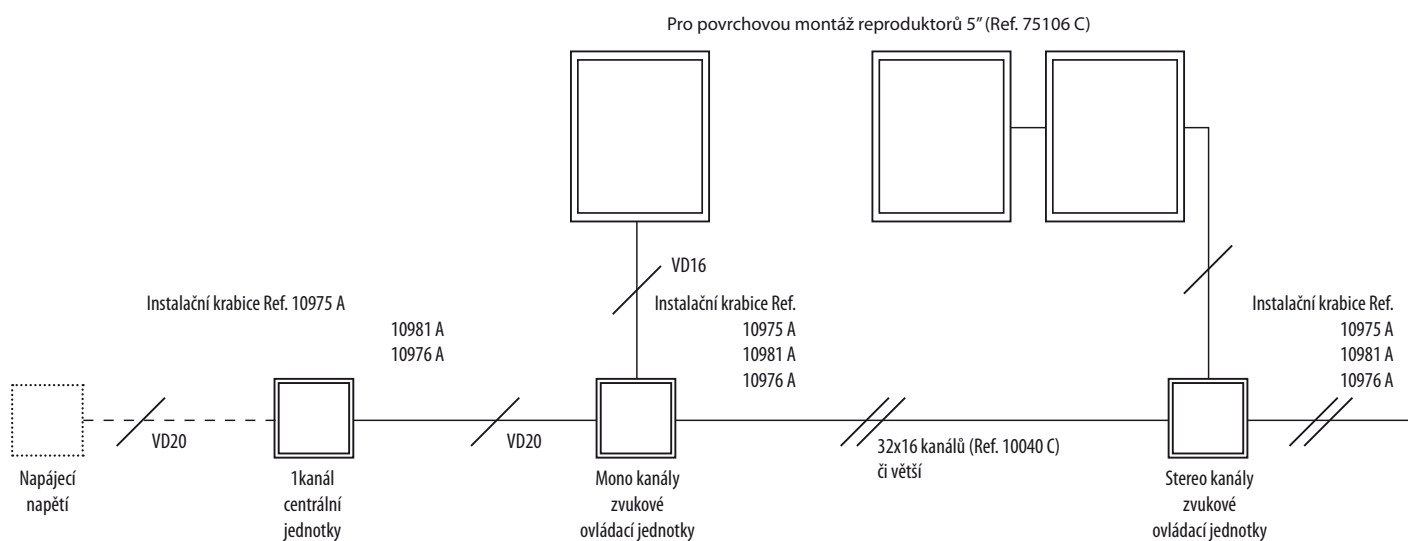 Pro povrchovou montáž reproduktorů 5” (Ref. 75106 C)
VD16
Instalační krabice Ref. 10975 A
10981 A
10976 A
Instalační krabice Ref.
10975 A
10981 A
10976 A
Instalační krabice Ref.
10975 A
10981 A
10976 A
VD20
VD20
32x16 kanálů (Ref. 10040 C)
či větší
Napájecí
napětí
1kanál
centrální
jednotky
Mono kanály
zvukové
ovládací jednotky
Stereo kanály
zvukové
ovládací jednotky